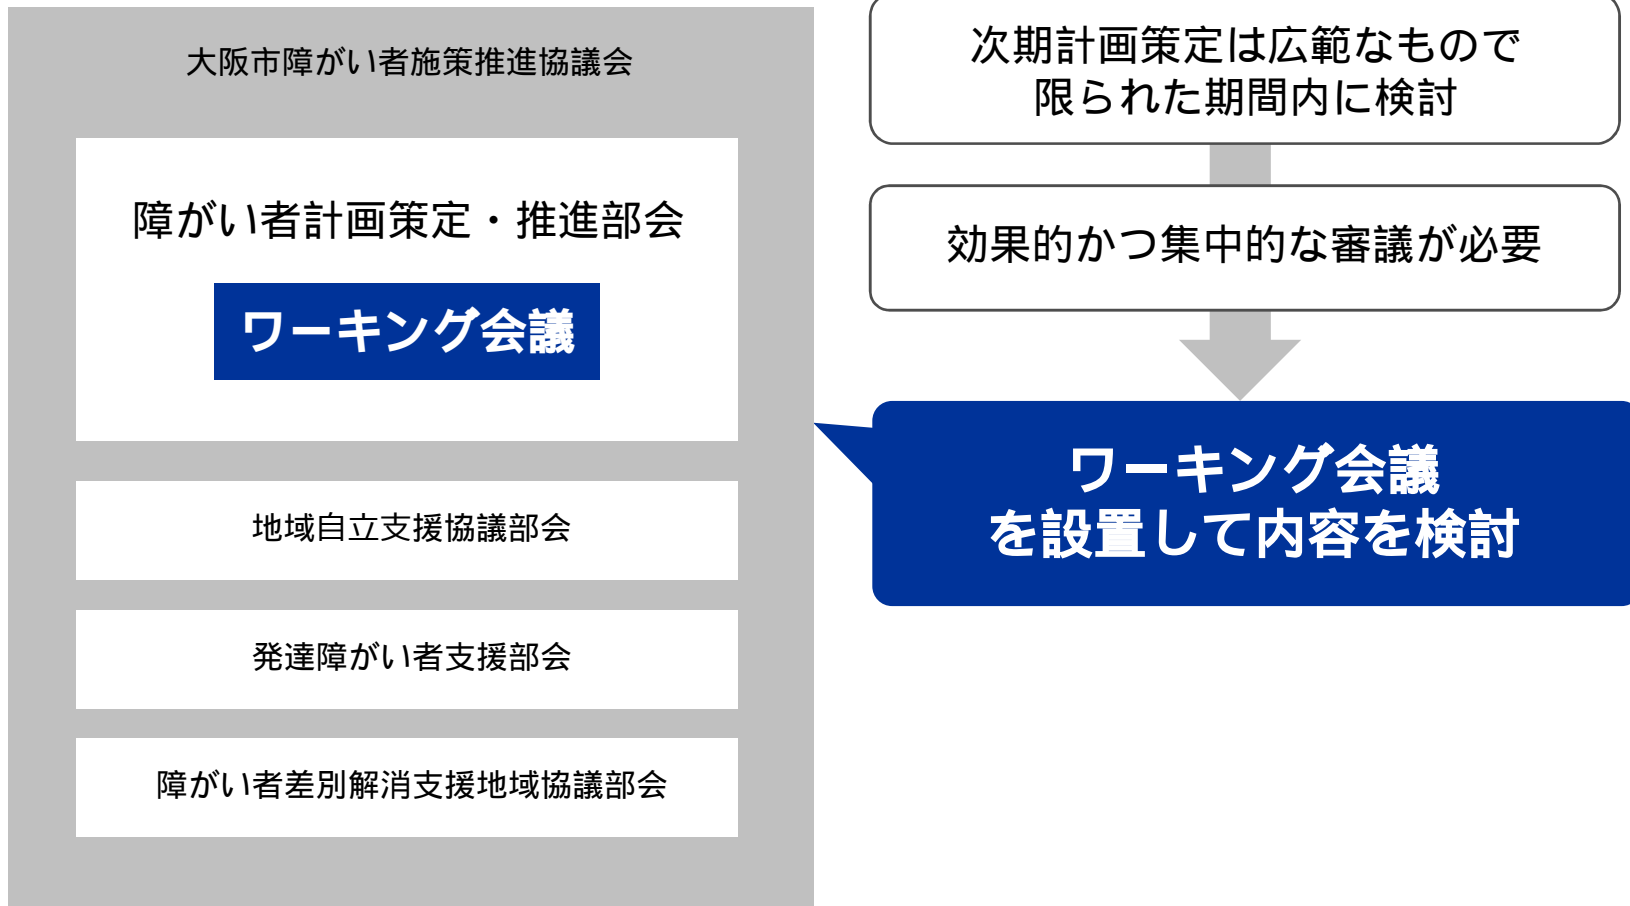 大阪市障がい者施策推進協議会
障がい者計画策定・推進部会
ワーキング会議
地域自立支援協議部会
発達障がい者支援部会
障がい者差別解消支援地域協議部会
次期計画策定は広範なもので
限られた期間内に検討
効果的かつ集中的な審議が必要
ワーキング会議
を設置して内容を検討